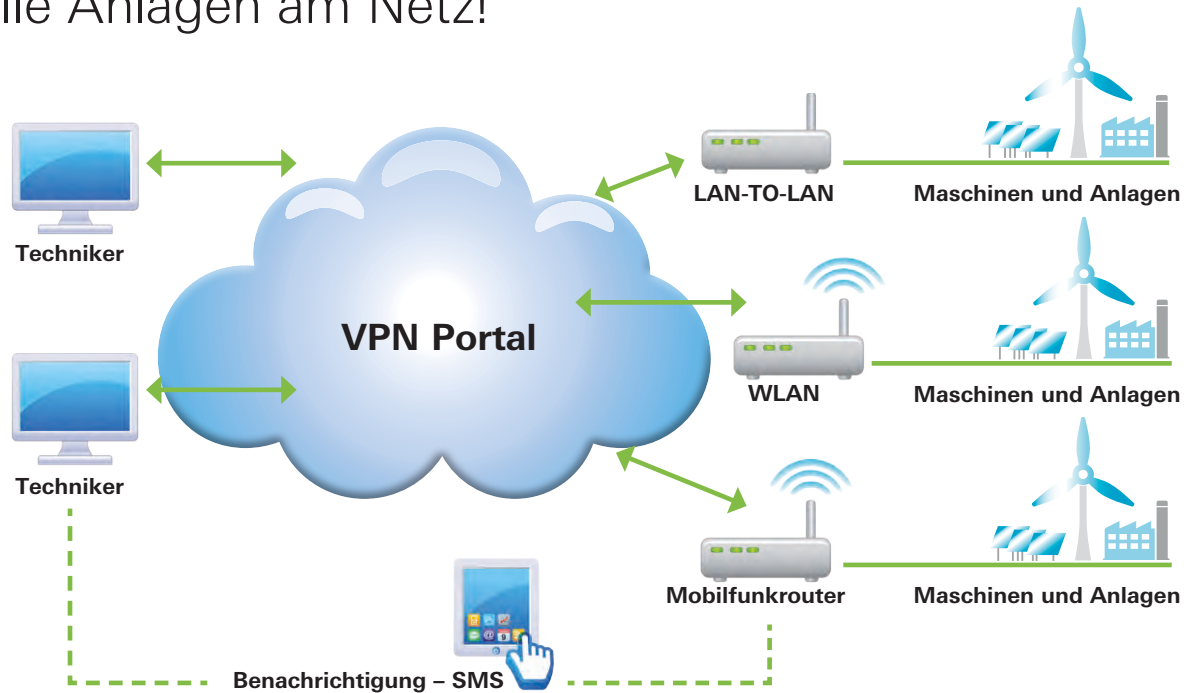 Anlagen am Netz!
Techniker
Techniker
VPN Portal
LAN-TO-LAN
Maschinen und Anlagen
WLAN
Maschinen und Anlagen
Mobilfunkrouter
Maschinen und Anlagen
Benachrichtigung – SMS